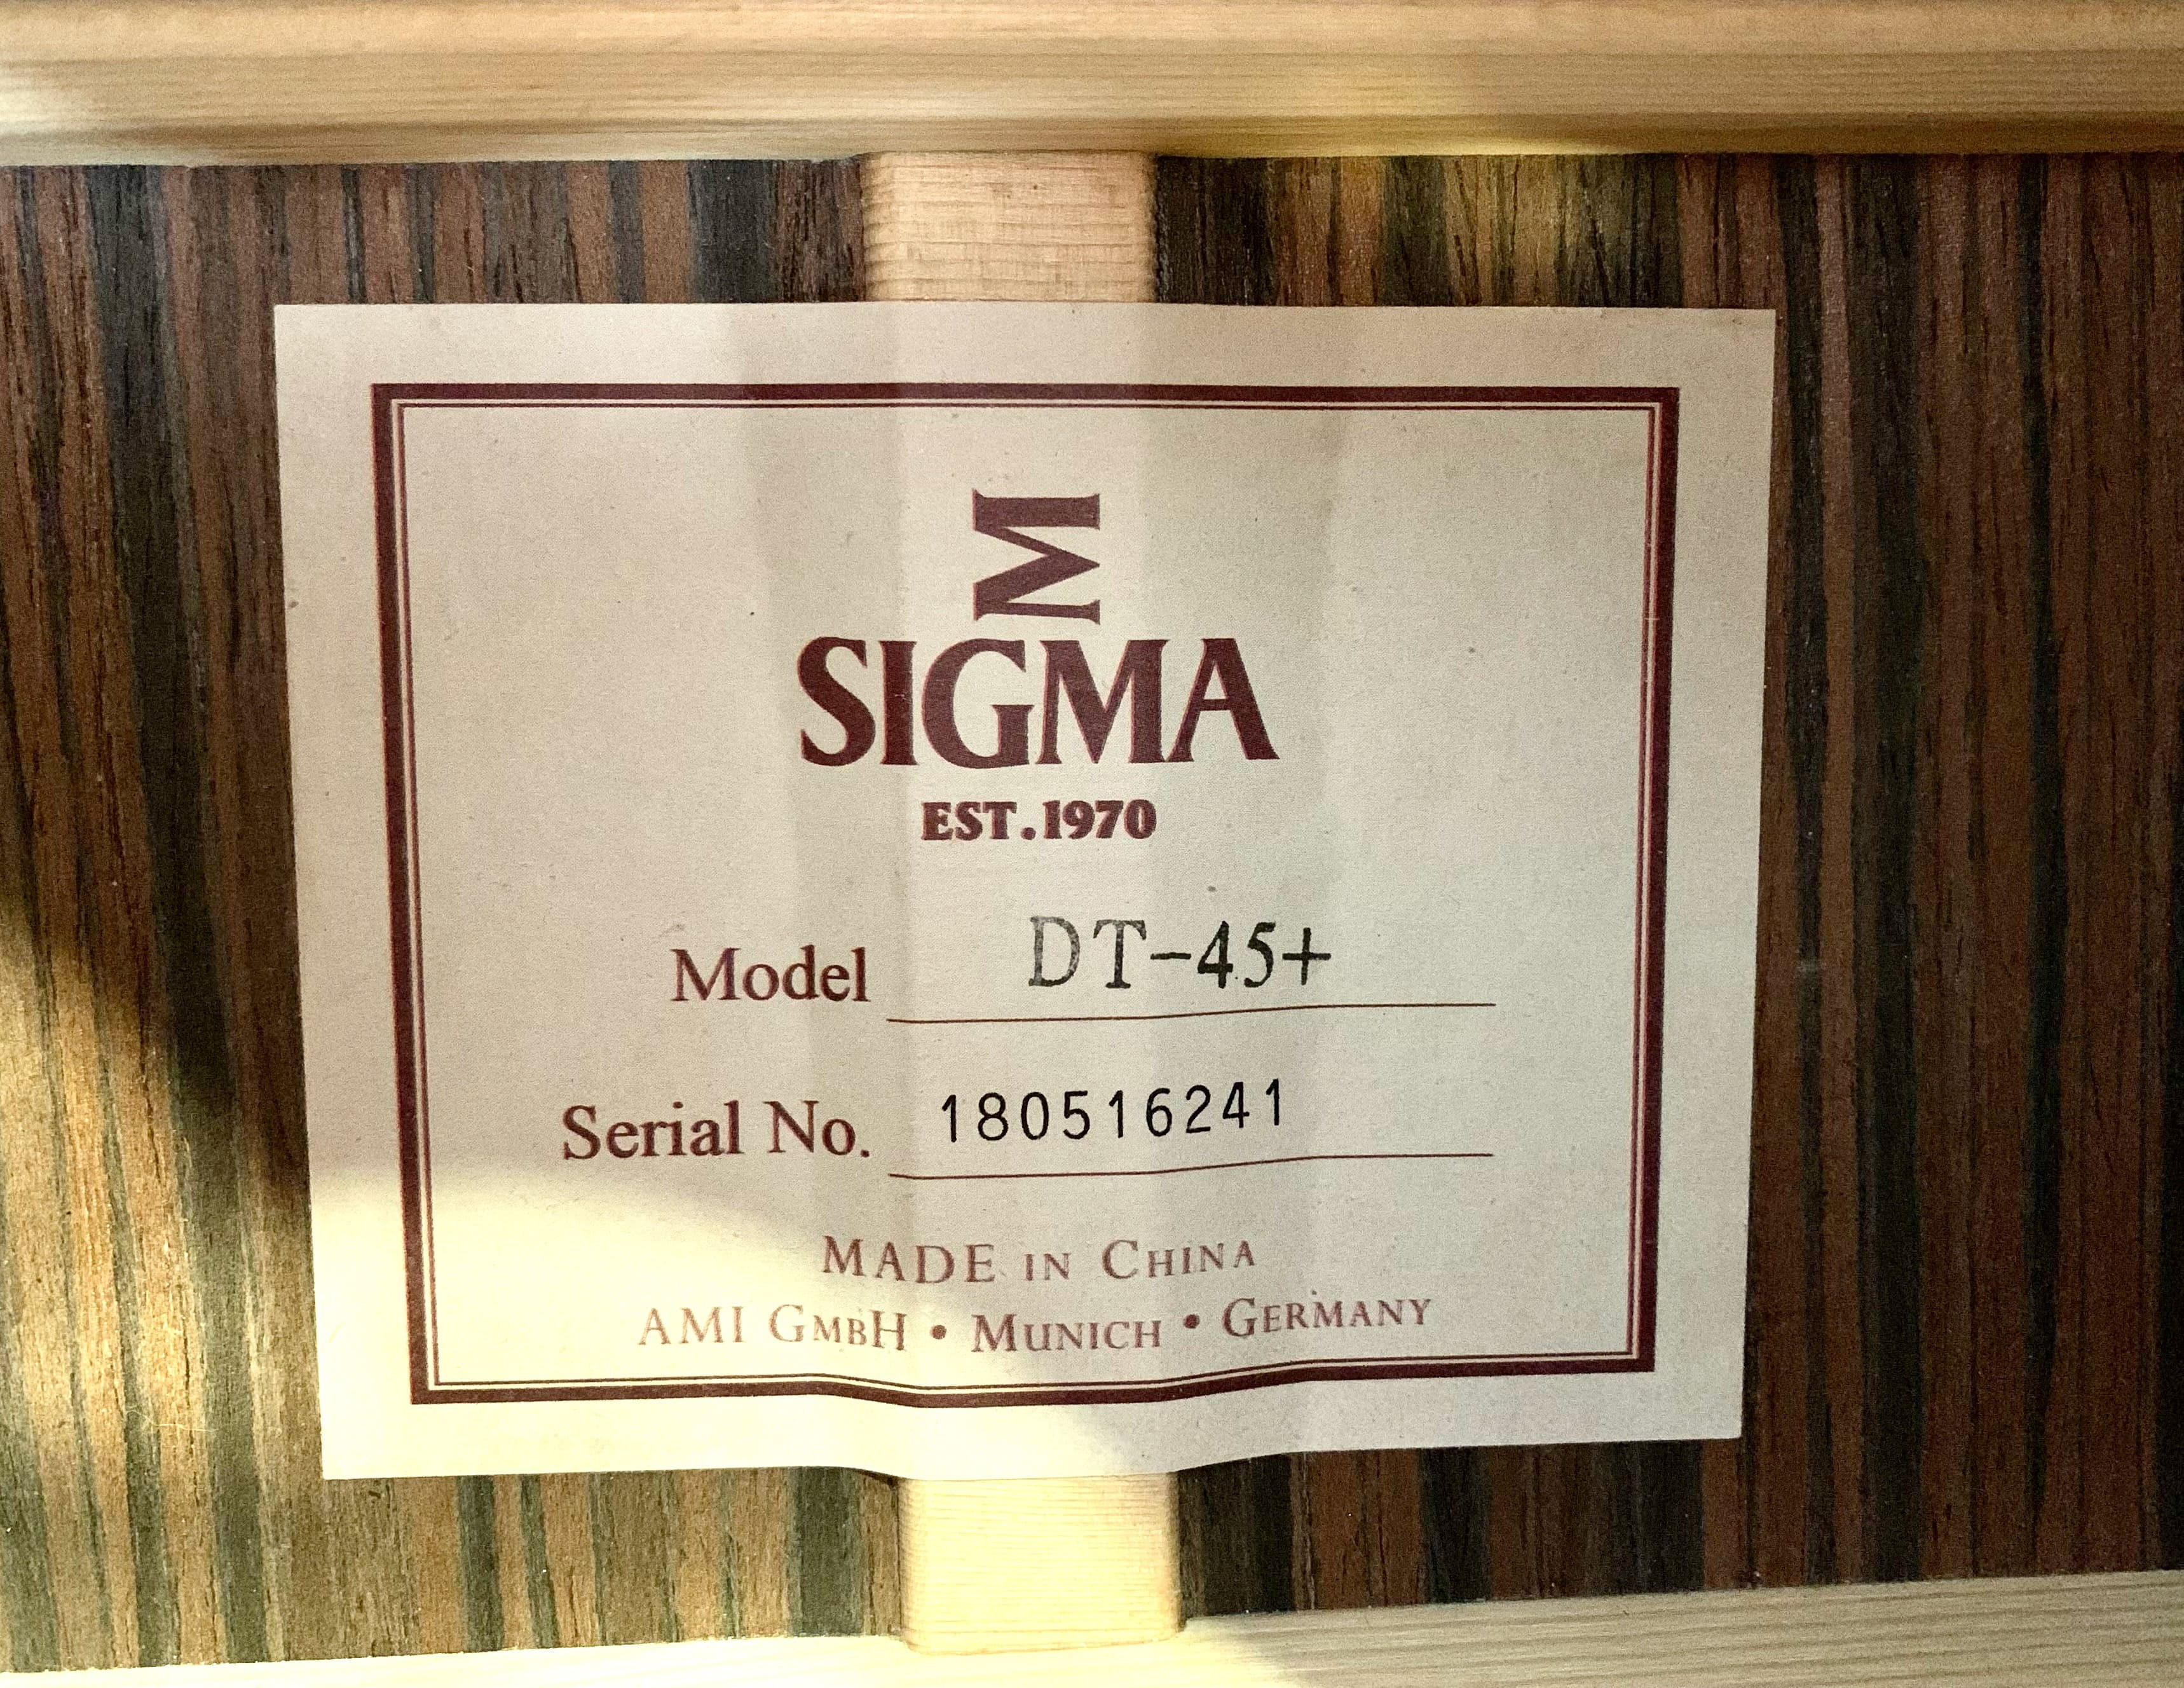 Σ
SIGMA
EST.1970
Model DT-45+
Serial No. 180516241
MADE IN CHINA
AMI GMBH • MUNICH • GERMANY